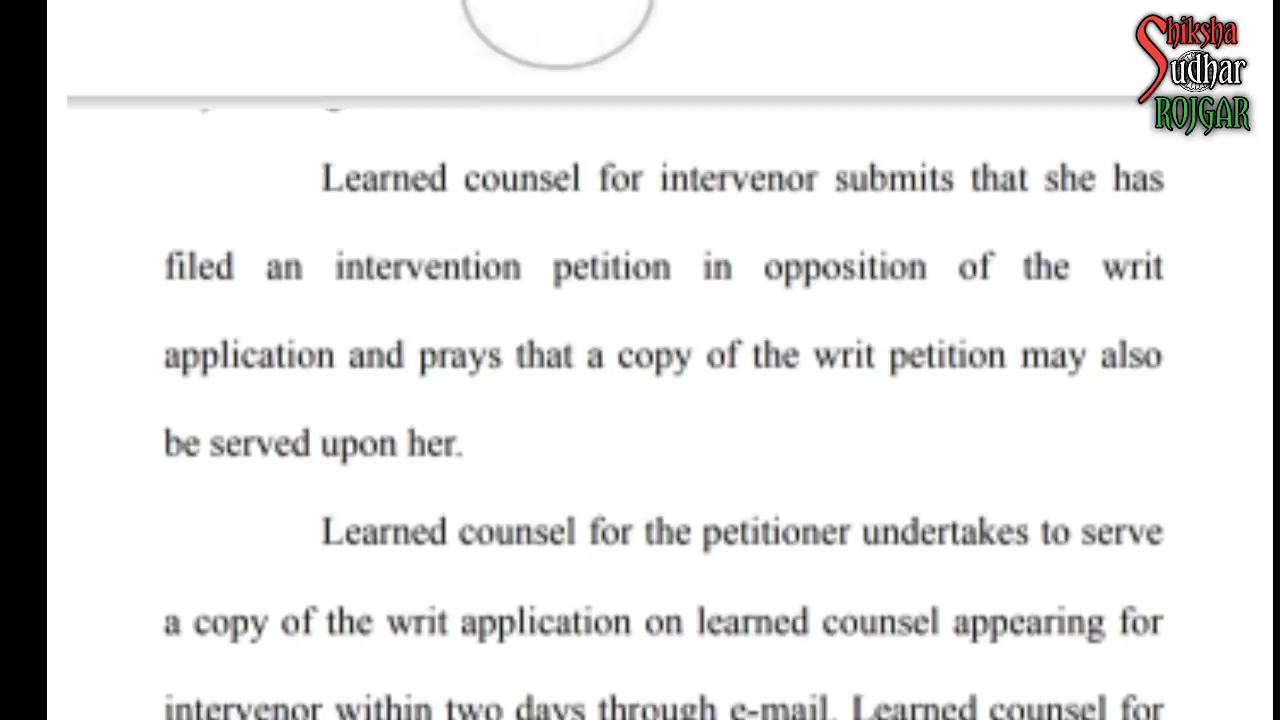 Shiksha
Sudhar
ROJGAR
Learned counsel for intervenor submits that she has
filed an intervention petition in opposition of the writ
application and prays that a copy of the writ petition may also
be served upon her.
Learned counsel for the petitioner undertakes to serve
a copy of the writ application on learned counsel appearing for
intervenor within two days through e-mail. Learned counsel for